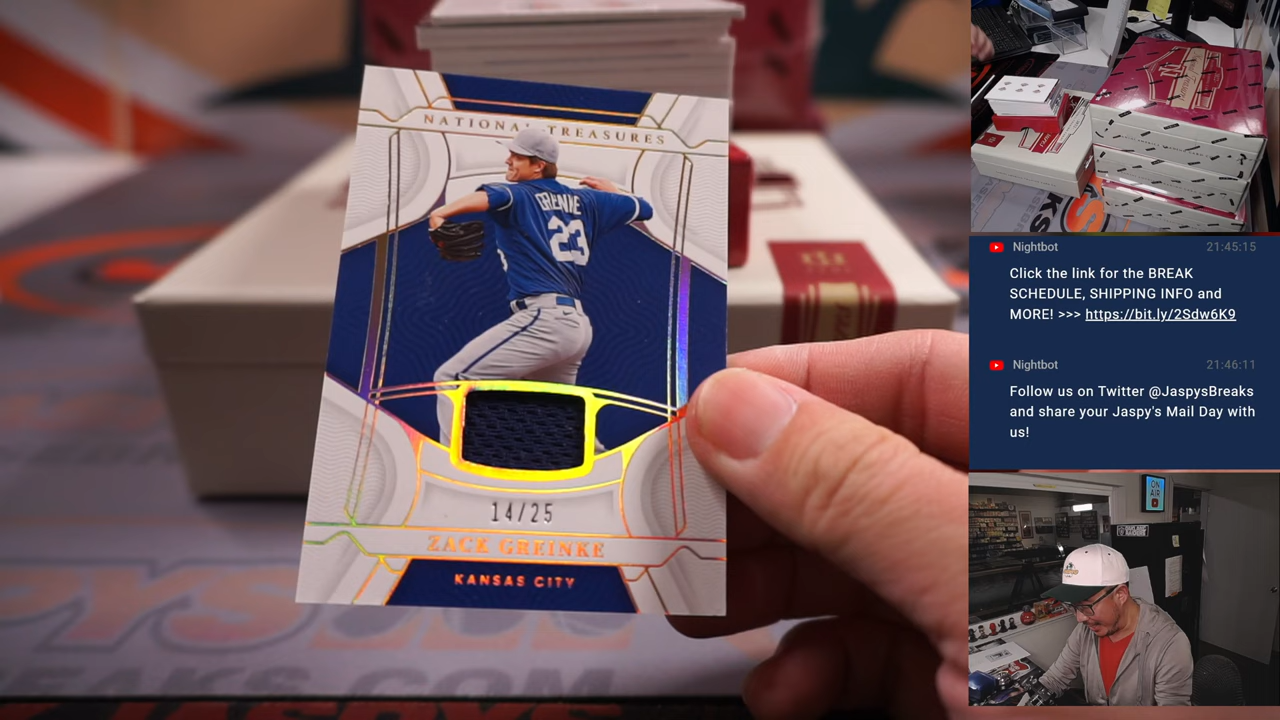 NATIONAL TREASURES
GREINKE
23
14/25
ZACK GREINKE
KANSAS CITY
Nightbot
21:45:15
Click the link for the BREAK
SCHEDULE, SHIPPING INFO and
MORE! >>> https://bit.ly/2Sdw6K9
Nightbot
21:46:11
Follow us on Twitter @JaspysBreaks
and share your Jaspy's Mail Day with
us!
ON
AIR